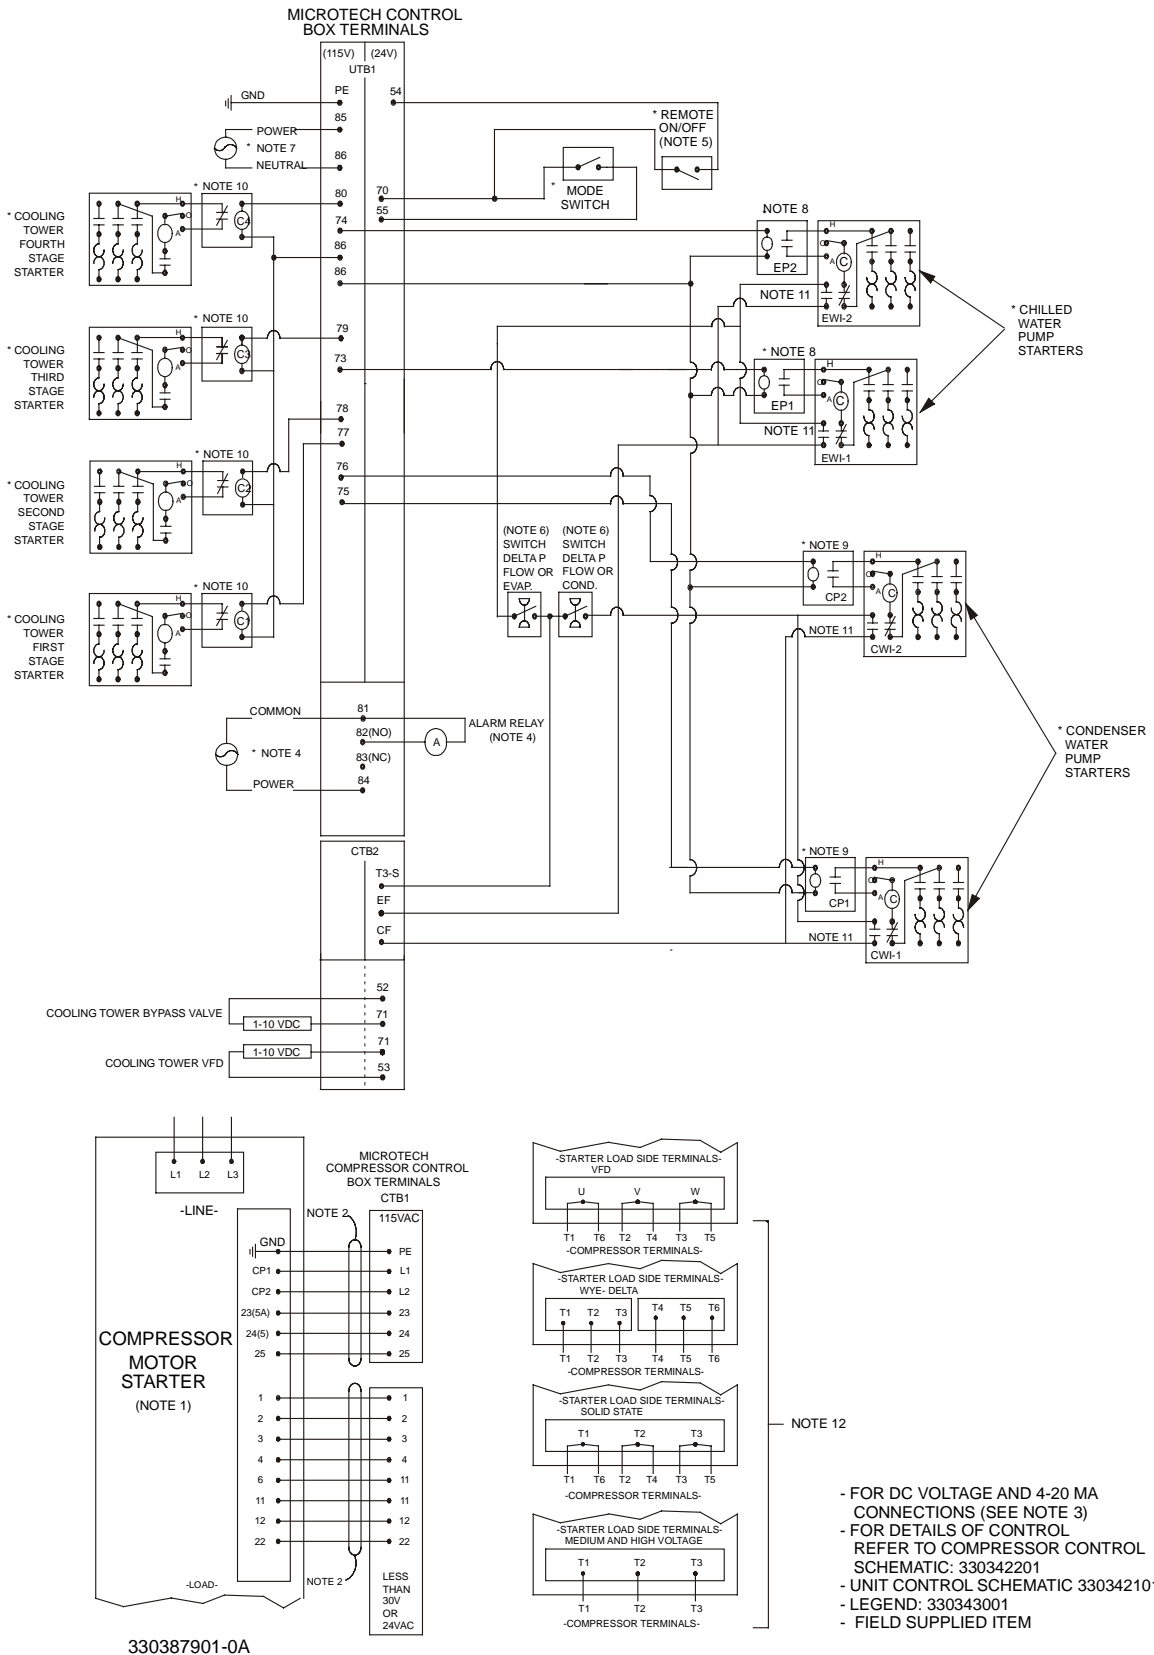 MICROTECH CONTROL
BOX TERMINALS
(115V) (24V)
UTB1
PE
54
GND
85
POWER
* NOTE 7
86
NEUTRAL
* REMOTE
ON/OFF
(NOTE 5)
* MODE
SWITCH
70
55
80
74
86
86
79
73
78
77
76
75
* COOLING
TOWER
FOURTH
STAGE
STARTER
* NOTE 10
H
O
A
C4
* COOLING
TOWER
THIRD
STAGE
STARTER
* NOTE 10
H
O
A
C3
* COOLING
TOWER
SECOND
STAGE
STARTER
* NOTE 10
H
O
A
C2
* COOLING
TOWER
FIRST
STAGE
STARTER
* NOTE 10
H
O
A
C1
NOTE 8
EP2
H
O
A
C
NOTE 11
EWI-2
* CHILLED
WATER
PUMP
STARTERS
* NOTE 8
EP1
H
O
A
C
NOTE 11
EWI-1
(NOTE 6)
SWITCH
DELTA P
FLOW OR
EVAP.
(NOTE 6)
SWITCH
DELTA P
FLOW OR
COND.
* NOTE 9
CP2
H
O
A
C
NOTE 11
CWI-2
* CONDENSER
WATER
PUMP
STARTERS
* NOTE 9
CP1
H
O
A
C
NOTE 11
CWI-1
COMMON
81
82(NO)
A
ALARM RELAY
(NOTE 4)
* NOTE 4
83(NC)
84
POWER
CTB2
T3-S
EF
CF
52
COOLING TOWER BYPASS VALVE
71
1-10 VDC
71
1-10 VDC
COOLING TOWER VFD
53
L1 L2 L3
-LINE-
GND
CP1
CP2
23(5A)
24(5)
25
COMPRESSOR
MOTOR
STARTER
(NOTE 1)
1
2
3
4
6
11
12
22
-LOAD-
330387901-0A
MICROTECH
COMPRESSOR CONTROL
BOX TERMINALS
CTB1
NOTE 2
115VAC
PE
L1
L2
23
24
25
1
2
3
4
11
11
12
22
NOTE 2
LESS
THAN
30V
OR
24VAC
-STARTER LOAD SIDE TERMINALS-
VFD
U V W
T1 T6 T2 T4 T3 T5
-COMPRESSOR TERMINALS-
-STARTER LOAD SIDE TERMINALS-
WYE- DELTA
T1 T2 T3 T4 T5 T6
T1 T2 T3 T4 T5 T6
-COMPRESSOR TERMINALS-
-STARTER LOAD SIDE TERMINALS-
SOLID STATE
T1 T2 T3
T1 T6 T2 T4 T3 T5
-COMPRESSOR TERMINALS-
-STARTER LOAD SIDE TERMINALS-
MEDIUM AND HIGH VOLTAGE
T1 T2 T3
T1 T2 T3
-COMPRESSOR TERMINALS-
NOTE 12
- FOR DC VOLTAGE AND 4-20 MA
CONNECTIONS (SEE NOTE 3)
- FOR DETAILS OF CONTROL
REFER TO COMPRESSOR CONTROL
SCHEMATIC: 330342201
- UNIT CONTROL SCHEMATIC 330342101
- LEGEND: 330343001
- FIELD SUPPLIED ITEM